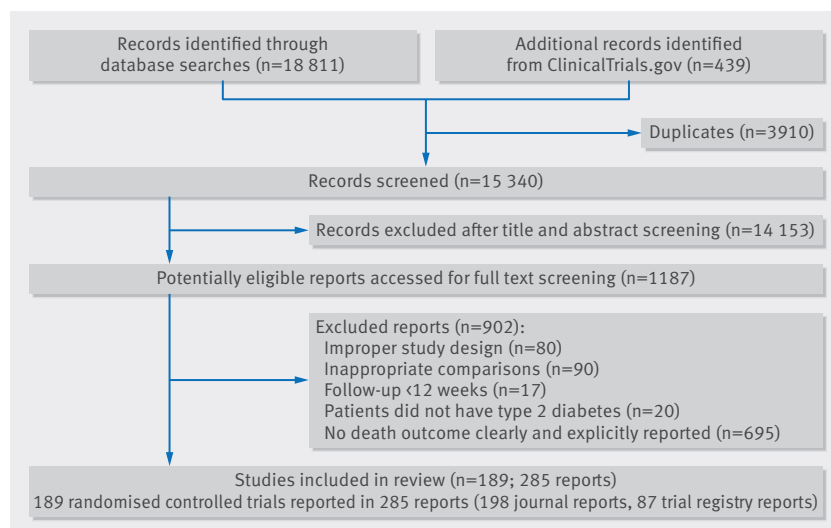 Records identified through
database searches (n=18 811)
Additional records identified
from ClinicalTrials.gov (n=439)
Duplicates (n=3910)
Records screened (n=15 340)
Records excluded after title and abstract screening (n=14 153)
Potentially eligible reports accessed for full text screening (n=1187)
Excluded reports (n=902):
Improper study design (n=80)
Inappropriate comparisons (n=90)
Follow-up <12 weeks (n=17)
Patients did not have type 2 diabetes (n=20)
No death outcome clearly and explicitly reported (n=695)
Studies included in review (n=189; 285 reports)
189 randomised controlled trials reported in 285 reports (198 journal reports, 87 trial registry reports)